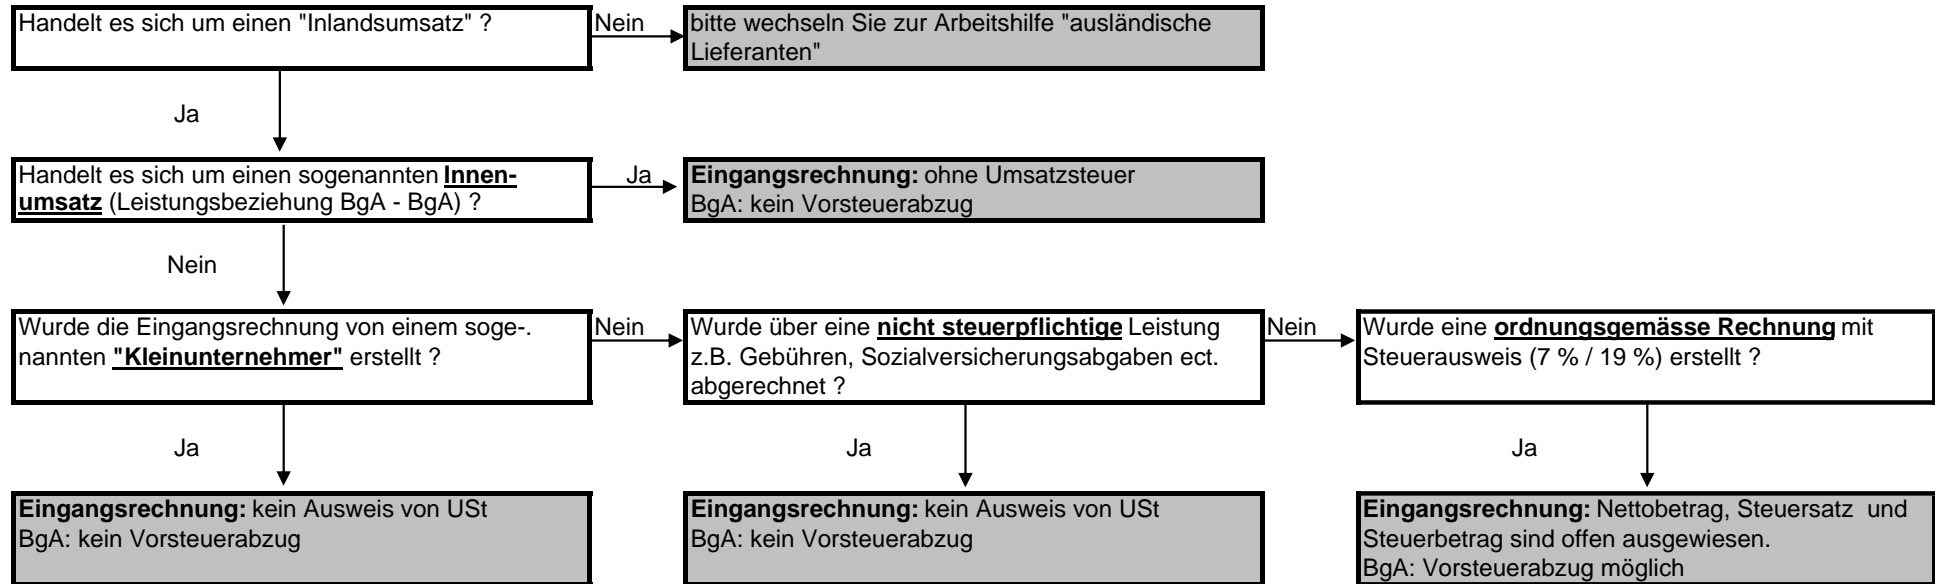 Handelt es sich um einen "Inlandsumsatz" ?
Nein
bitte wechseln Sie zur Arbeitshilfe "ausländische
Lieferanten"
Ja
Handelt es sich um einen sogenannten Innen-
umsatz (Leistungsbeziehung BgA - BgA) ?
Ja
Eingangsrechnung: ohne Umsatzsteuer
BgA: kein Vorsteuerabzug
Nein
Wurde die Eingangsrechnung von einem soge-.
nannten "Kleinunternehmer" erstellt ?
Nein
Wurde über eine nicht steuerpflichtige Leistung
z.B. Gebühren, Sozialversicherungsabgaben ect.
abgerechnet ?
Nein
Wurde eine ordnungsgemässe Rechnung mit
Steuerausweis (7 % / 19 %) erstellt ?
Ja
Ja
Ja
Eingangsrechnung: kein Ausweis von USt
BgA: kein Vorsteuerabzug
Eingangsrechnung: kein Ausweis von USt
BgA: kein Vorsteuerabzug
Eingangsrechnung: Nettobetrag, Steuersatz und
Steuerbetrag sind offen ausgewiesen.
BgA: Vorsteuerabzug möglich